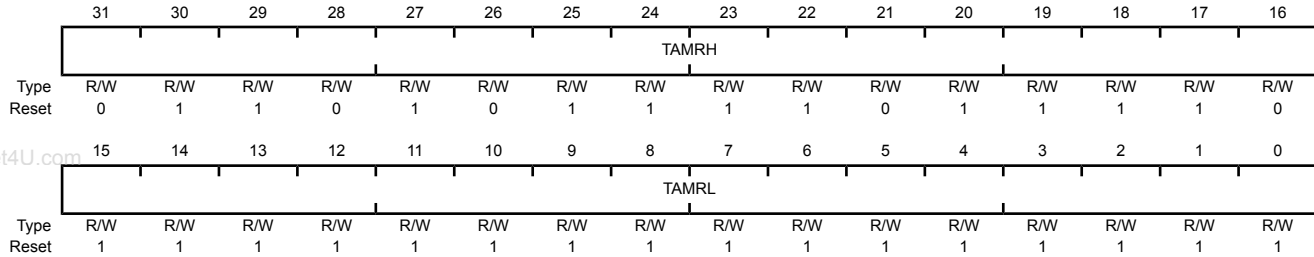 31 30 29 28 27 26 25 24 23 22 21 20 19 18 17 16
TAMRH
Type R/W R/W R/W R/W R/W R/W R/W R/W R/W R/W R/W R/W R/W R/W R/W R/W
Reset 0 1 1 0 1 0 1 1 1 1 0 1 1 1 1 0
et4U.com 15 14 13 12 11 10 9 8 7 6 5 4 3 2 1 0
TAMRL
Type R/W R/W R/W R/W R/W R/W R/W R/W R/W R/W R/W R/W R/W R/W R/W R/W
Reset 1 1 1 1 1 1 1 1 1 1 1 1 1 1 1 1